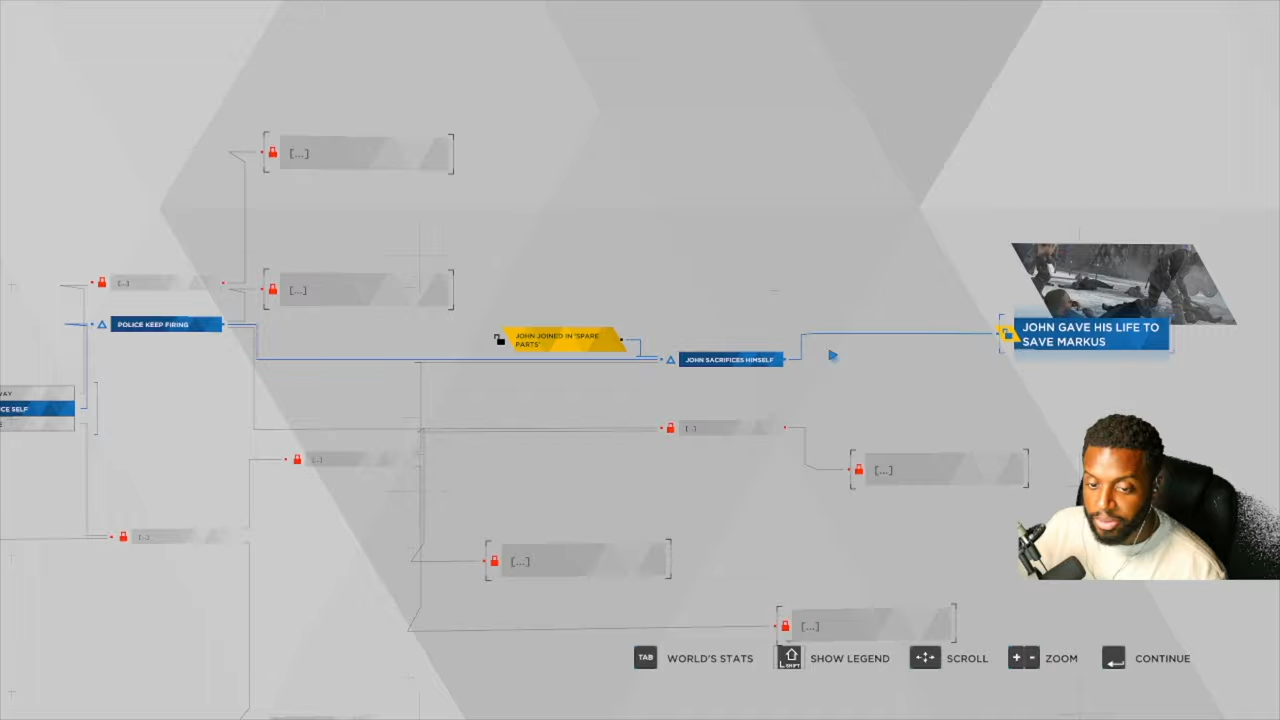 [...]
[...]
[...]
POLICE KEEP FIRING
JOHN JOINED IN 'SPARE
PARTS'
JOHN SACRIFICES HIMSELF
JOHN GAVE HIS LIFE TO
SAVE MARKUS
[...]
[...]
[...]
[...]
[...]
[...]
TAB WORLD'S STATS
SHIFT SHOW LEGEND
SCROLL
+ - ZOOM
CONTINUE